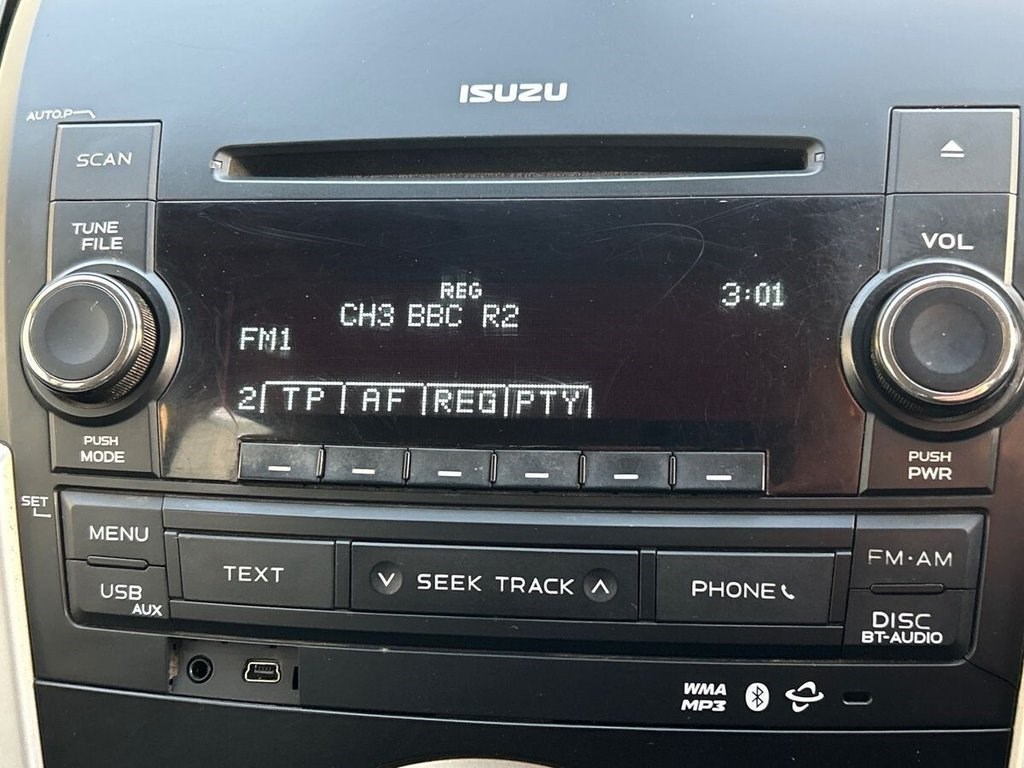 ISUZU
AUTO.P
SCAN
TUNE
FILE
VOL
REG
3:01
CH3 BBC R2
FM1
2 TP AF REG PTY
PUSH
MODE
PUSH
PWR
SET
MENU
FM·AM
TEXT
SEEK TRACK
PHONE
USB
AUX
DISC
BT-AUDIO
WMA
MP3